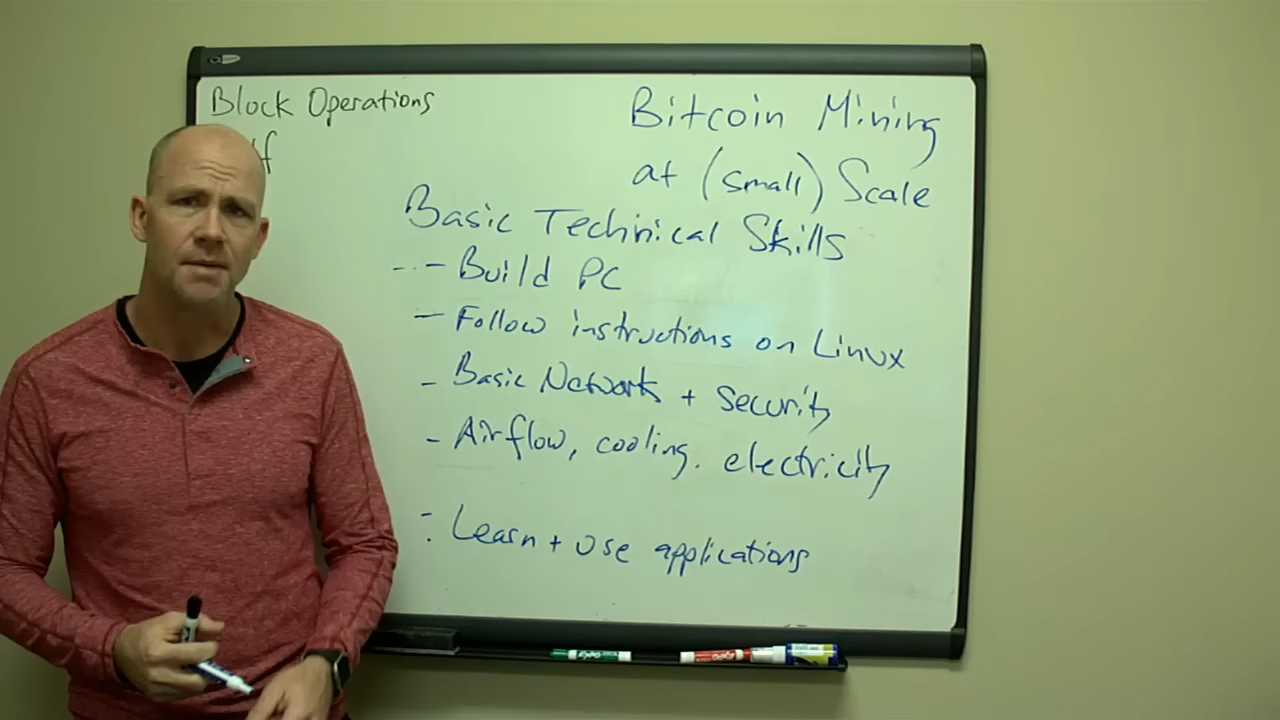 Block Operations
Bitcoin Mining
at (small) Scale
Basic Technical Skills
-- Build PC
- Follow instructions on Linux
- Basic Network + Security
- Airflow, cooling. electricity
- Learn + use applications